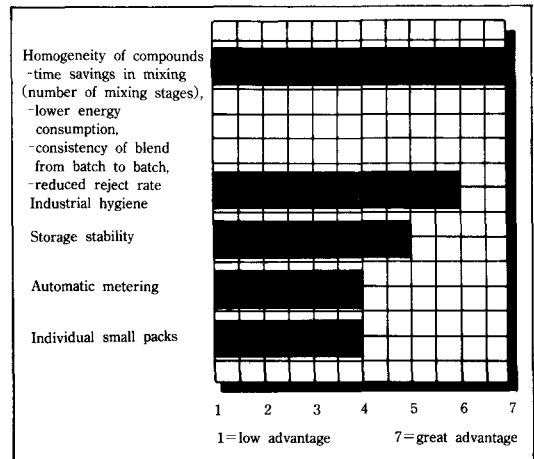 Homogeneity of compounds
-time savings in mixing
(number of mixing stages),
-lower energy
consumption,
-consistency of blend
from batch to batch,
-reduced reject rate
Industrial hygiene
Storage stability
Automatic metering
Individual small packs
1 2 3 4 5 6 7
1=low advantage 7=great advantage